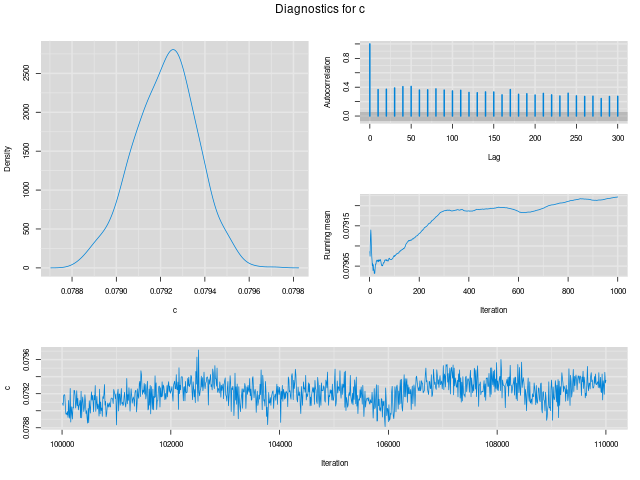 Diagnostics for c
Density
0 500 1000 1500 2000 2500
0.0788 0.0790 0.0792 0.0794 0.0796 0.0798
c
Autocorrelation
0.0 0.4 0.8
0 50 100 150 200 250 300
Lag
Running mean
0.07905 0.07915
0 200 400 600 800 1000
Iteration
c
0.0788 0.0792 0.0796
100000 102000 104000 106000 108000 110000
Iteration